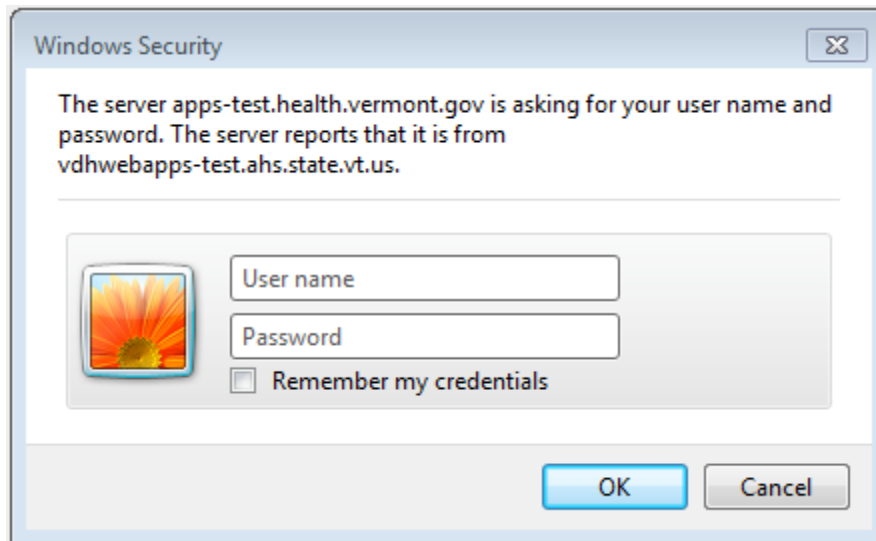 Windows Security
The server apps-test.health.vermont.gov is asking for your user name and
password. The server reports that it is from
vdhwebapps-test.ahs.state.vt.us.
User name
Password
Remember my credentials
OK Cancel